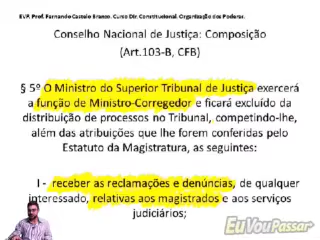 EVP. Prof. Fernando Castelo Branco. Curso Dir. Constitucional. Organização dos Poderes.
Conselho Nacional de Justiça: Composição
(Art.103-B, CFB)
§ 5º O Ministro do Superior Tribunal de Justiça exercerá
a função de Ministro-Corregedor e ficará excluído da
distribuição de processos no Tribunal, competindo-lhe,
além das atribuições que lhe forem conferidas pelo
Estatuto da Magistratura, as seguintes:
I - receber as reclamações e denúncias, de qualquer
interessado, relativas aos magistrados e aos serviços
judiciários;
EuVouPassar